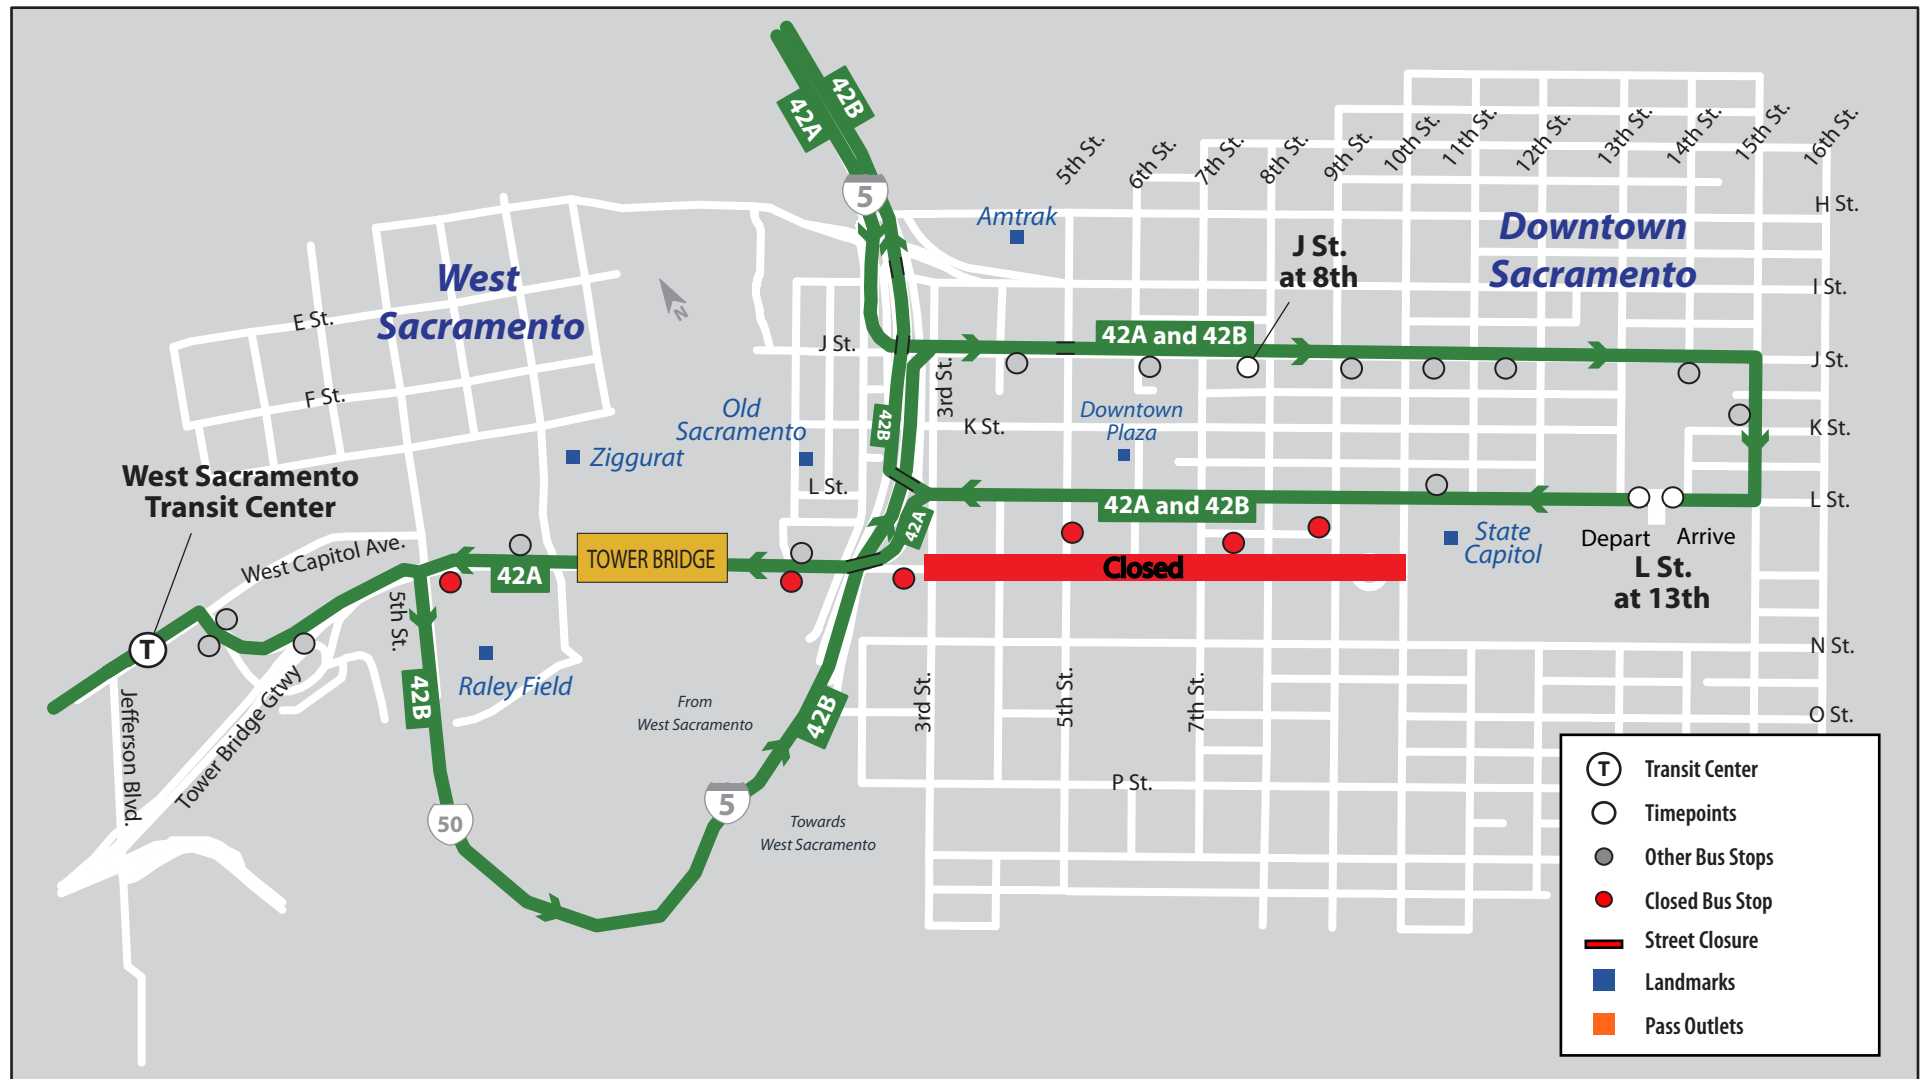 42B
42A
5
5th St.
6th St.
7th St.
8th St.
9th St.
10th St.
11th St.
12th St.
13th St.
14th St.
15th St.
16th St.
H St.
Amtrak
Downtown
Sacramento
J St.
at 8th
West
Sacramento
N
I St.
E St.
J St.
42A and 42B
J St.
3rd St.
F St.
Old
Sacramento
42B
K St.
Downtown
Plaza
K St.
Ziggurat
West Sacramento
Transit Center
L St.
42A and 42B
L St.
42A
State
Capitol
Depart
Arrive
L St.
at 13th
West Capitol Ave.
TOWER BRIDGE
42A
Closed
5th St.
T
N St.
Raley Field
42B
Jefferson Blvd.
Tower Bridge Gtwy
From
West Sacramento
42B
3rd St.
5th St.
7th St.
O St.
P St.
5
50
Towards
West Sacramento
T Transit Center
Timepoints
Other Bus Stops
Closed Bus Stop
Street Closure
Landmarks
Pass Outlets